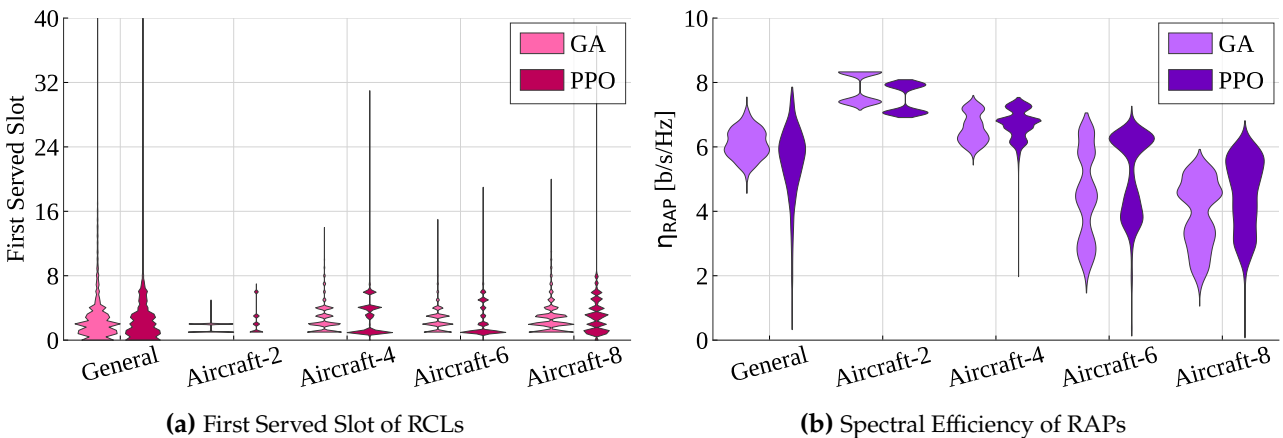 First Served Slot
40
32
24
16
8
0
GA
PPO
General
Aircraft-2
Aircraft-4
Aircraft-6
Aircraft-8
(a) First Served Slot of RCLs
ηRAP [b/s/Hz]
10
8
6
4
2
0
GA
PPO
General
Aircraft-2
Aircraft-4
Aircraft-6
Aircraft-8
(b) Spectral Efficiency of RAPs